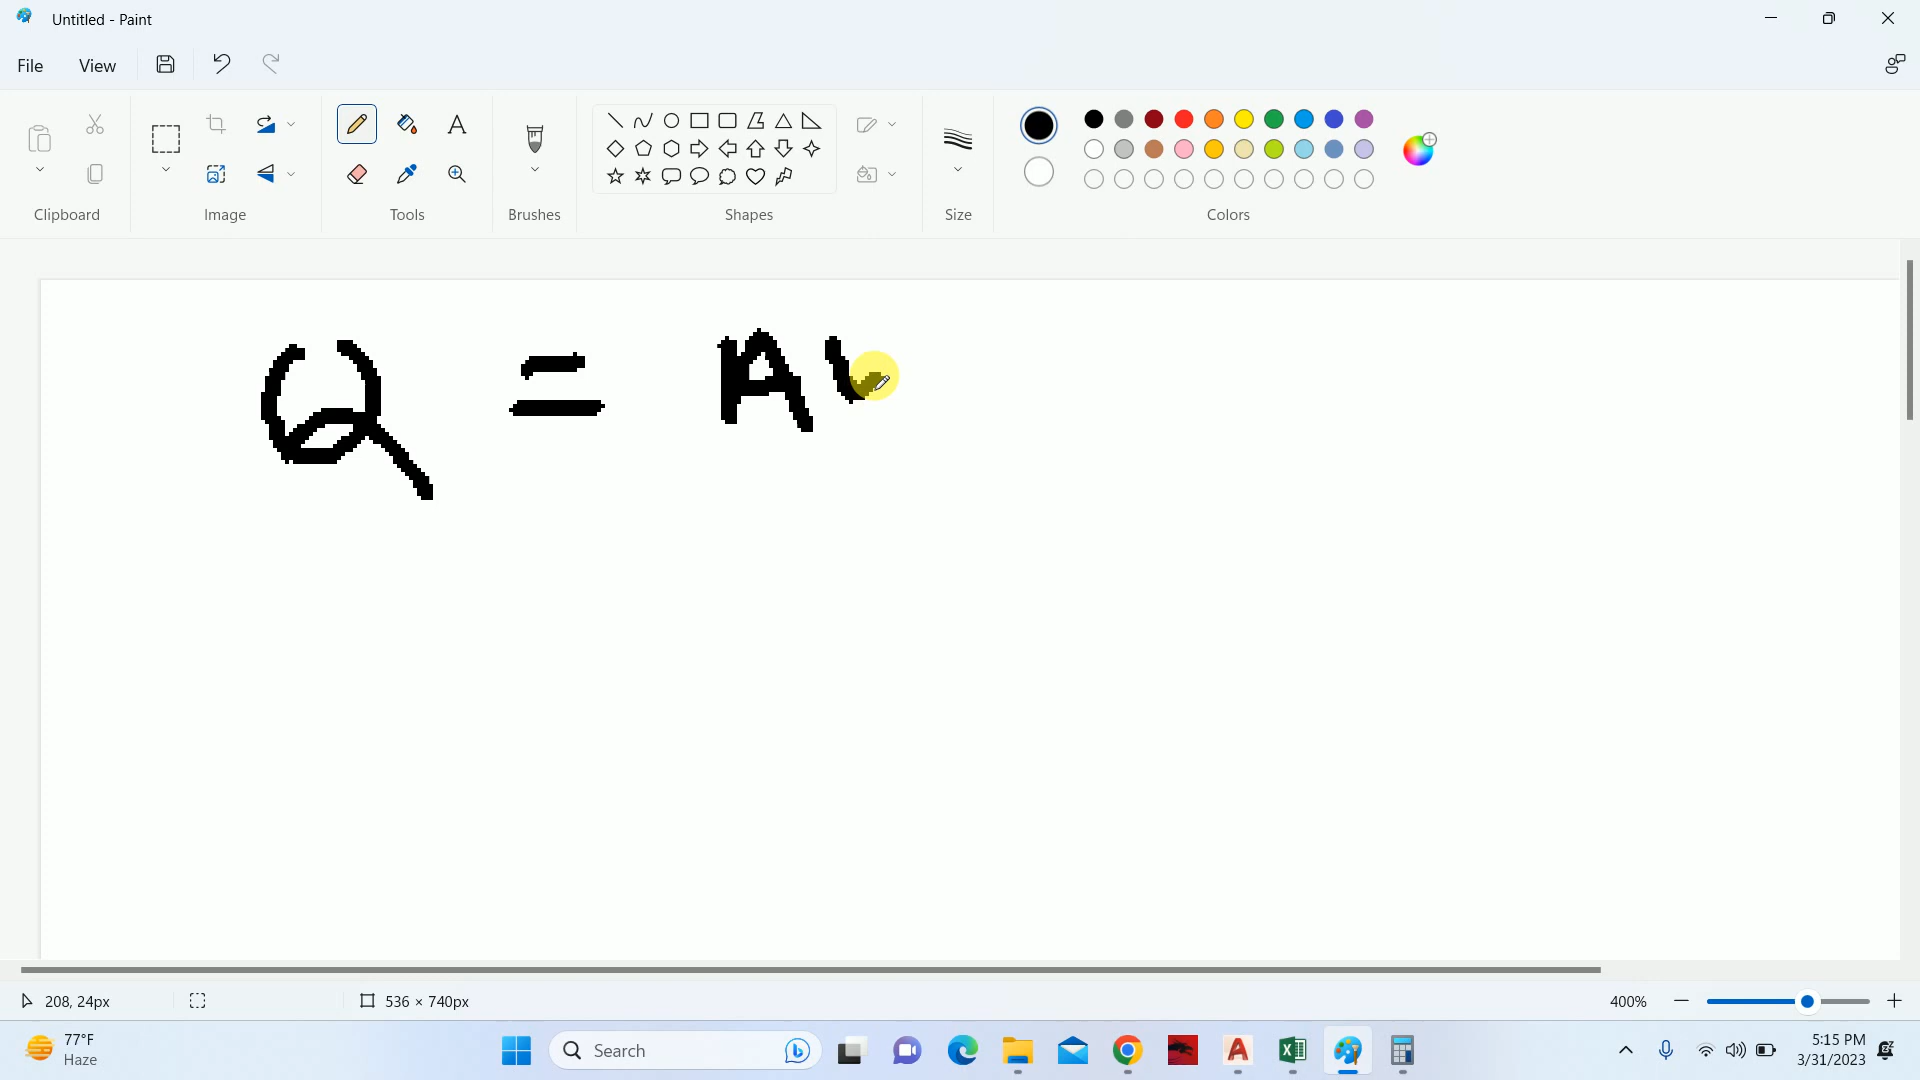 Untitled - Paint
File View
Clipboard Image Tools Brushes Shapes Size Colors
Q = AV
208, 24px 536 × 740px 400%
77°F
Haze
Search
5:15 PM
3/31/2023